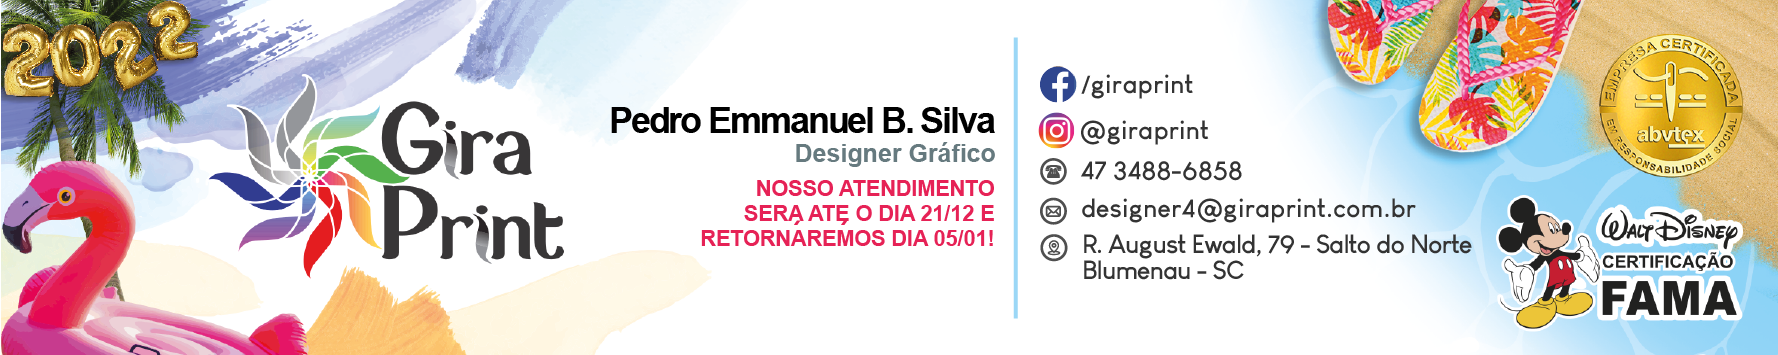 2022
Gira
Print
Pedro Emmanuel B. Silva
Designer Gráfico
NOSSO ATENDIMENTO
SERA ATÉ O DIA 21/12 E
RETORNAREMOS DIA 05/01!
/giraprint
@giraprint
47 3488-6858
designer4@giraprint.com.br
R. August Ewald, 79 - Salto do Norte
Blumenau - SC
EMPRESA CERTIFICADA
abvtex
EM RESPONSABILIDADE SOCIAL
WALT DISNEY
CERTIFICAÇÃO
FAMA